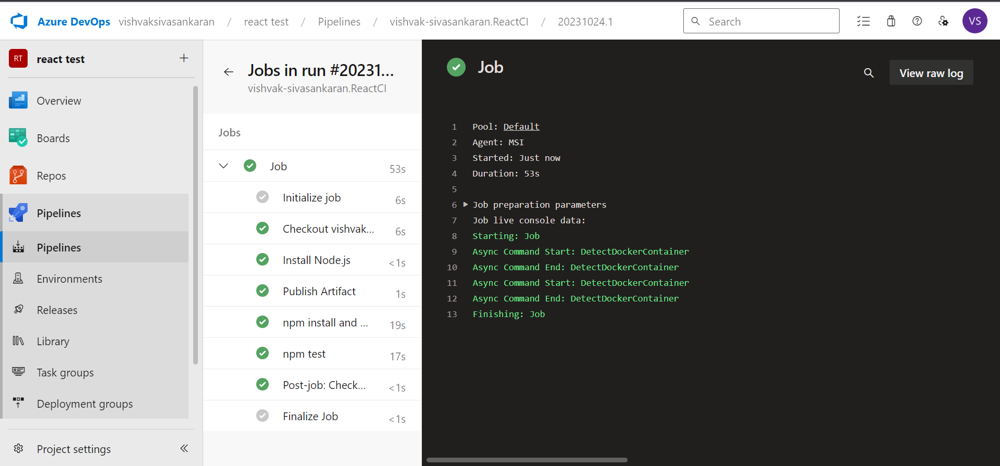 Azure DevOps vishvaksivasankaran / react test / Pipelines / vishvak-sivasankaran.ReactCI / 20231024.1
Search
VS
RT react test +
Overview
Boards
Repos
Pipelines
Pipelines
Environments
Releases
Library
Task groups
Deployment groups
Project settings
Jobs in run #20231...
vishvak-sivasankaran.ReactCI
Jobs
Job 53s
Initialize job 6s
Checkout vishvak... 6s
Install Node.js <1s
Publish Artifact 1s
npm install and ... 19s
npm test 17s
Post-job: Check... <1s
Finalize Job <1s
Job
View raw log
1 Pool: Default
2 Agent: MSI
3 Started: Just now
4 Duration: 53s
5
6 Job preparation parameters
7 Job live console data:
8 Starting: Job
9 Async Command Start: DetectDockerContainer
10 Async Command End: DetectDockerContainer
11 Async Command Start: DetectDockerContainer
12 Async Command End: DetectDockerContainer
13 Finishing: Job